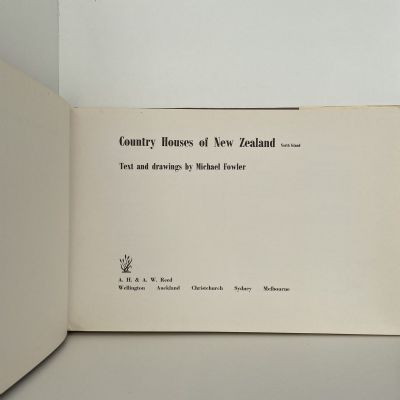 Country Houses of New Zealand North Island
Text and drawings by Michael Fowler
A. H. & A. W. Reed
Wellington Auckland Christchurch Sydney Melbourne